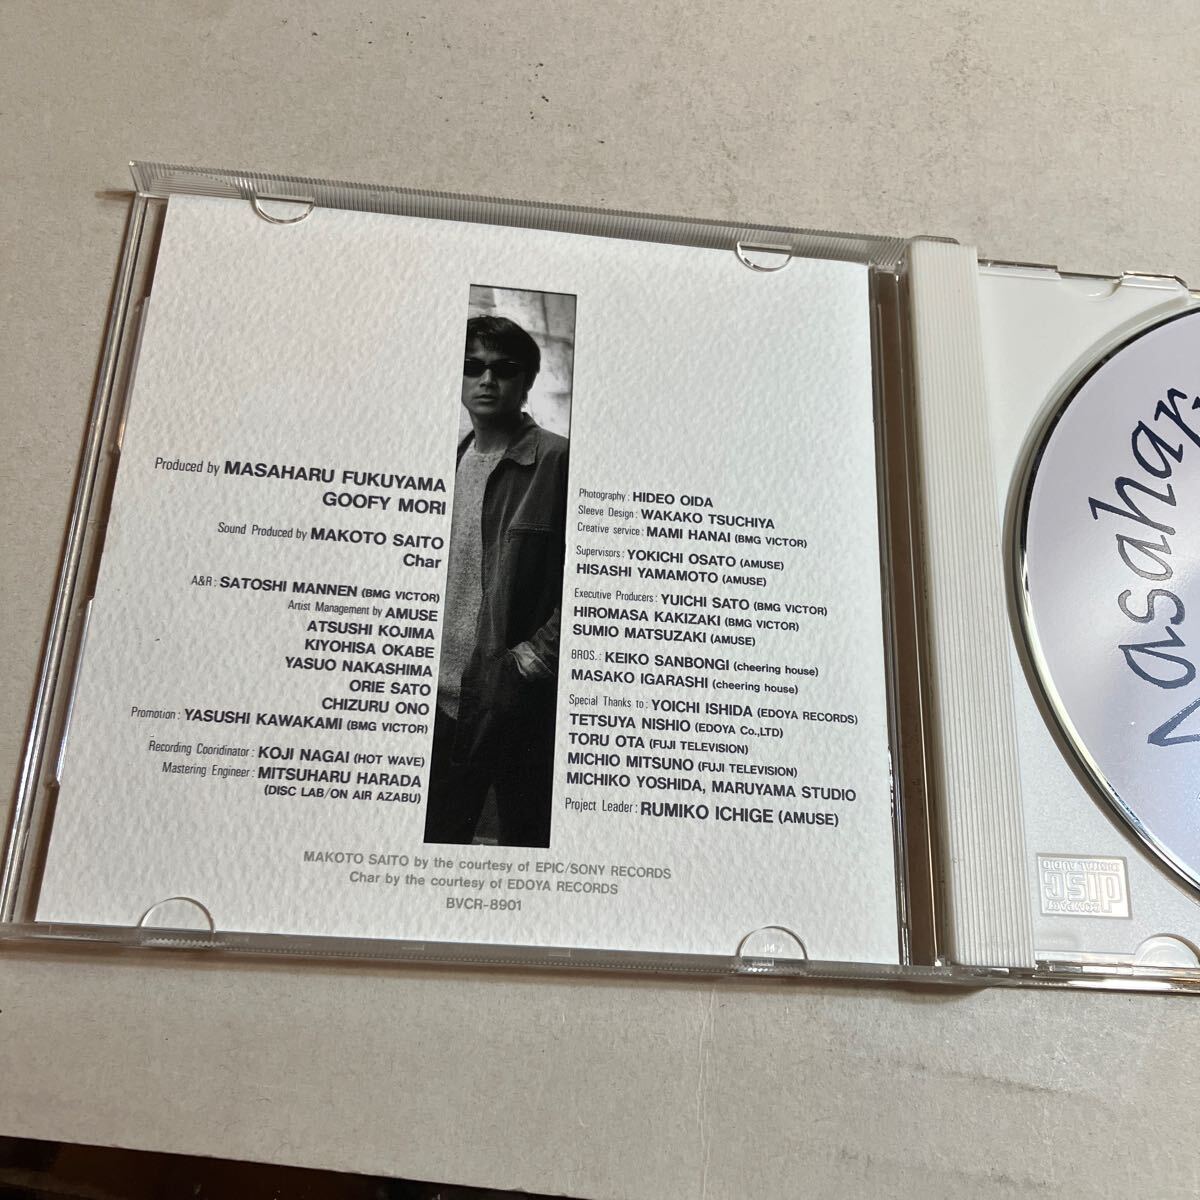 Produced by MASAHARU FUKUYAMA
GOOFY MORI
Sound Produced by MAKOTO SAITO
Char
A&R : SATOSHI MANNEN (BMG VICTOR)
Artist Management by AMUSE
ATSUSHI KOJIMA
KIYOHISA OKABE
YASUO NAKASHIMA
ORIE SATO
CHIZURU ONO
Promotion : YASUSHI KAWAKAMI (BMG VICTOR)
Recording Cooridinator : KOJI NAGAI (HOT WAVE)
Mastering Engineer : MITSUHARU HARADA
(DISC LAB/ON AIR AZABU)
Photography : HIDEO OIDA
Sleeve Design : WAKAKO TSUCHIYA
Creative service : MAMI HANAI (BMG VICTOR)
Supervisors : YOKICHI OSATO (AMUSE)
HISASHI YAMAMOTO (AMUSE)
Executive Producers : YUICHI SATO (BMG VICTOR)
HIROMASA KAKIZAKI (BMG VICTOR)
SUMIO MATSUZAKI (AMUSE)
BROS. : KEIKO SANBONGI (cheering house)
MASAKO IGARASHI (cheering house)
Special Thanks to : YOICHI ISHIDA (EDOYA RECORDS)
TETSUYA NISHIO (EDOYA Co.,LTD)
TORU OTA (FUJI TELEVISION)
MICHIO MITSUNO (FUJI TELEVISION)
MICHIKO YOSHIDA, MARUYAMA STUDIO
Project Leader : RUMIKO ICHIGE (AMUSE)
MAKOTO SAITO by the courtesy of EPIC/SONY RECORDS
Char by the courtesy of EDOYA RECORDS
BVCR-8901
Masahar
COMPACT
disc
DIGITAL AUDIO